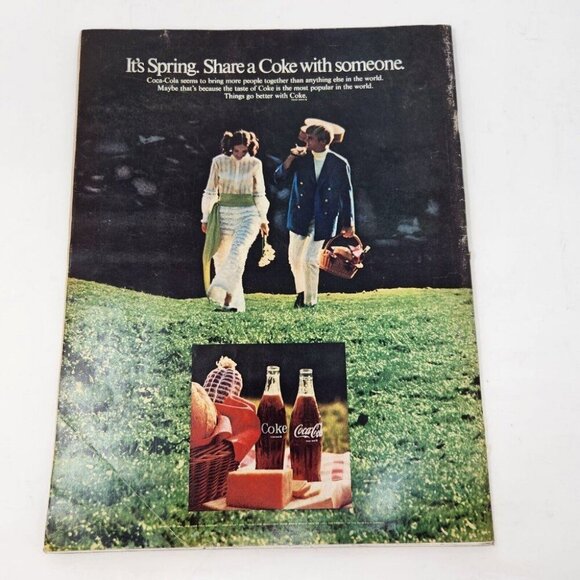 It's Spring. Share a Coke with someone.
Coca-Cola seems to bring more people together than anything else in the world.
Maybe that's because the taste of Coke is the most popular in the world.
Things go better with Coke.
Coke
Coca-Cola